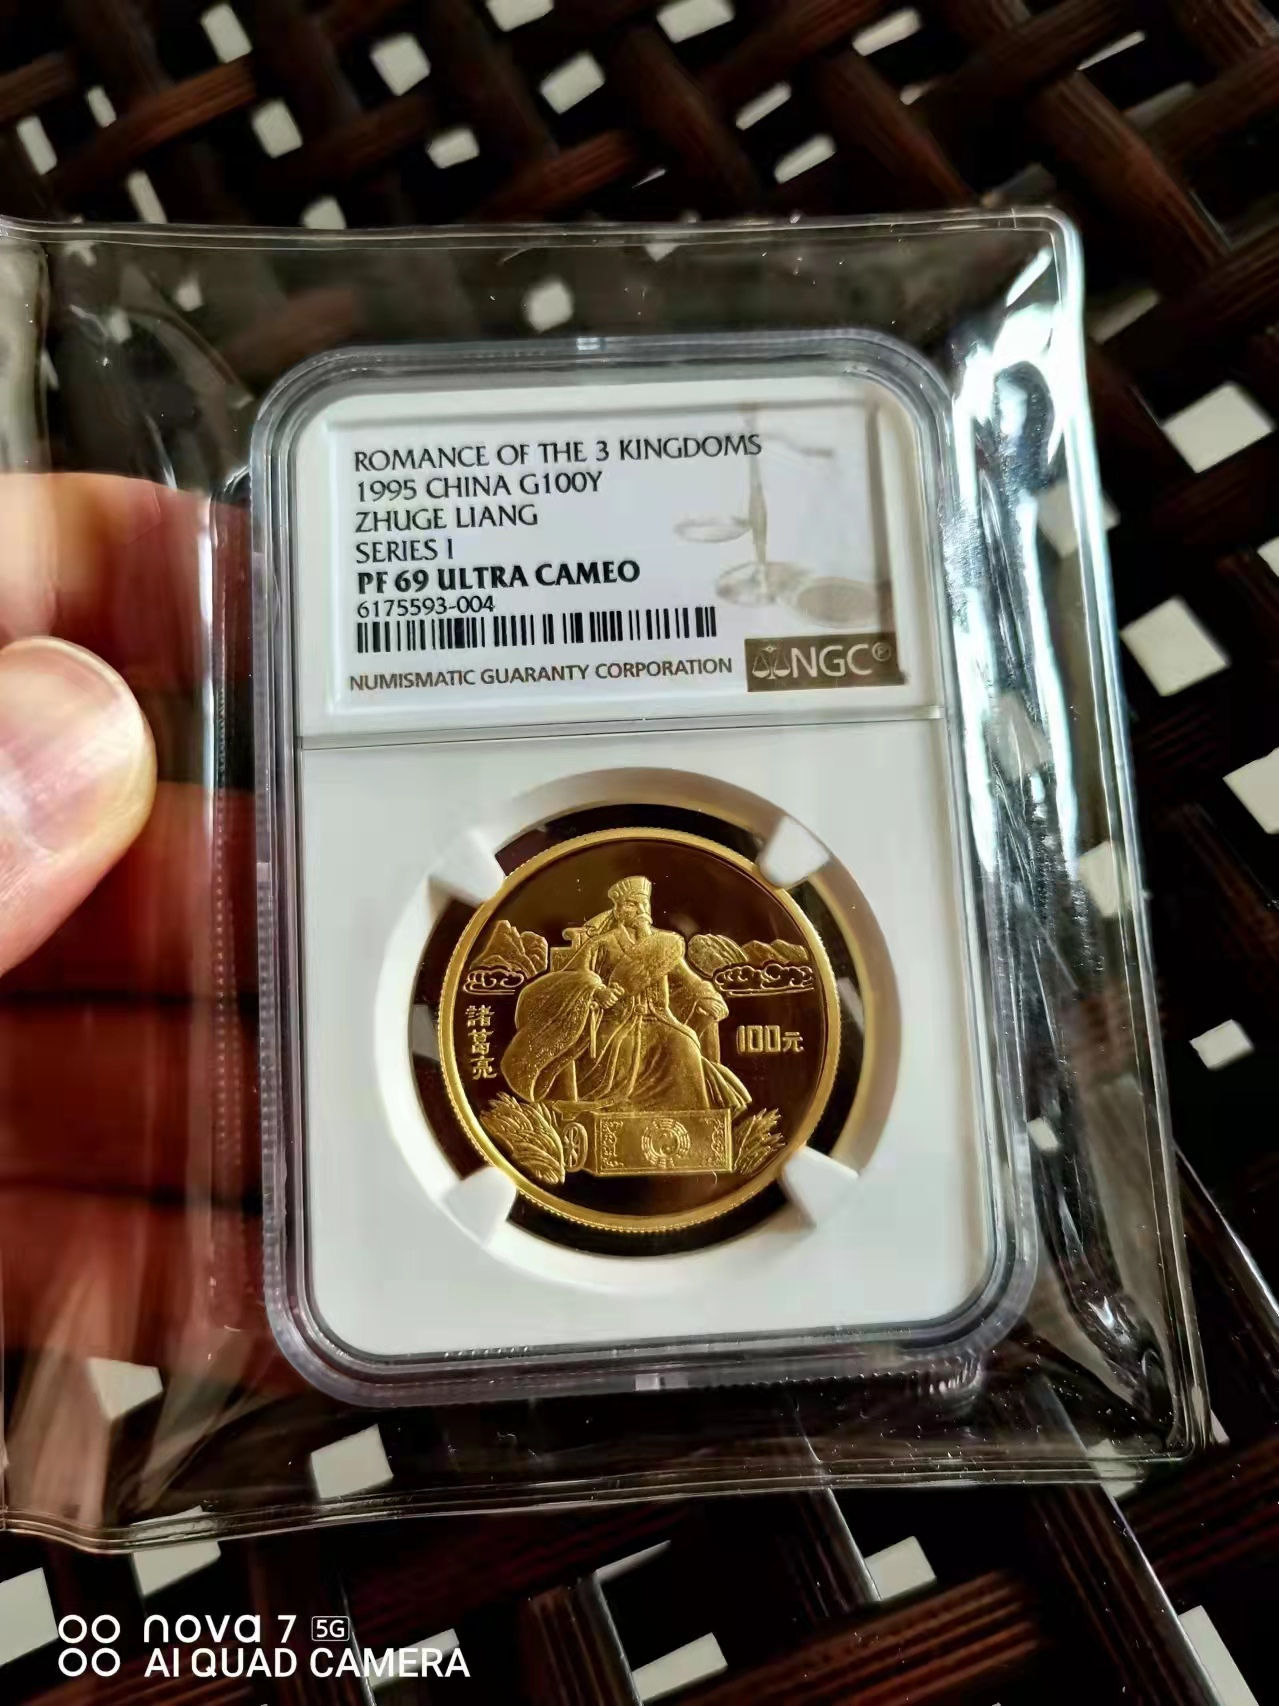 ROMANCE OF THE 3 KINGDOMS
1995 CHINA G100Y
ZHUGE LIANG
SERIES I
PF 69 ULTRA CAMEO
6175593-004
NUMISMATIC GUARANTY CORPORATION
NGC®
諸葛亮
100元
nova 7 5G
AI QUAD CAMERA